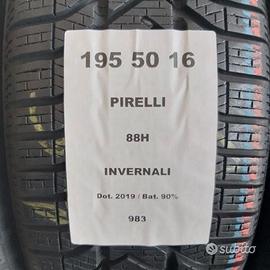 195 50 16
PIRELLI
88H
INVERNALI
Dot. 2019 / Bat. 90%
983
subito